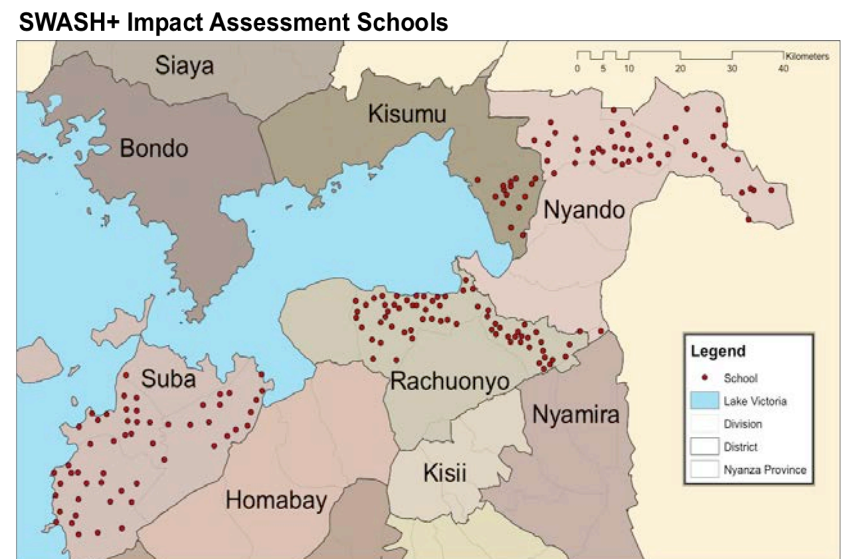 SWASH+ Impact Assessment Schools
Siaya
Kilometers
0 5 10 20 30 40
Kisumu
Bondo
Nyando
Suba
Rachuonyo
Nyamira
Kisii
Homabay
Legend
School
Lake Victoria
Division
District
Nyanza Province